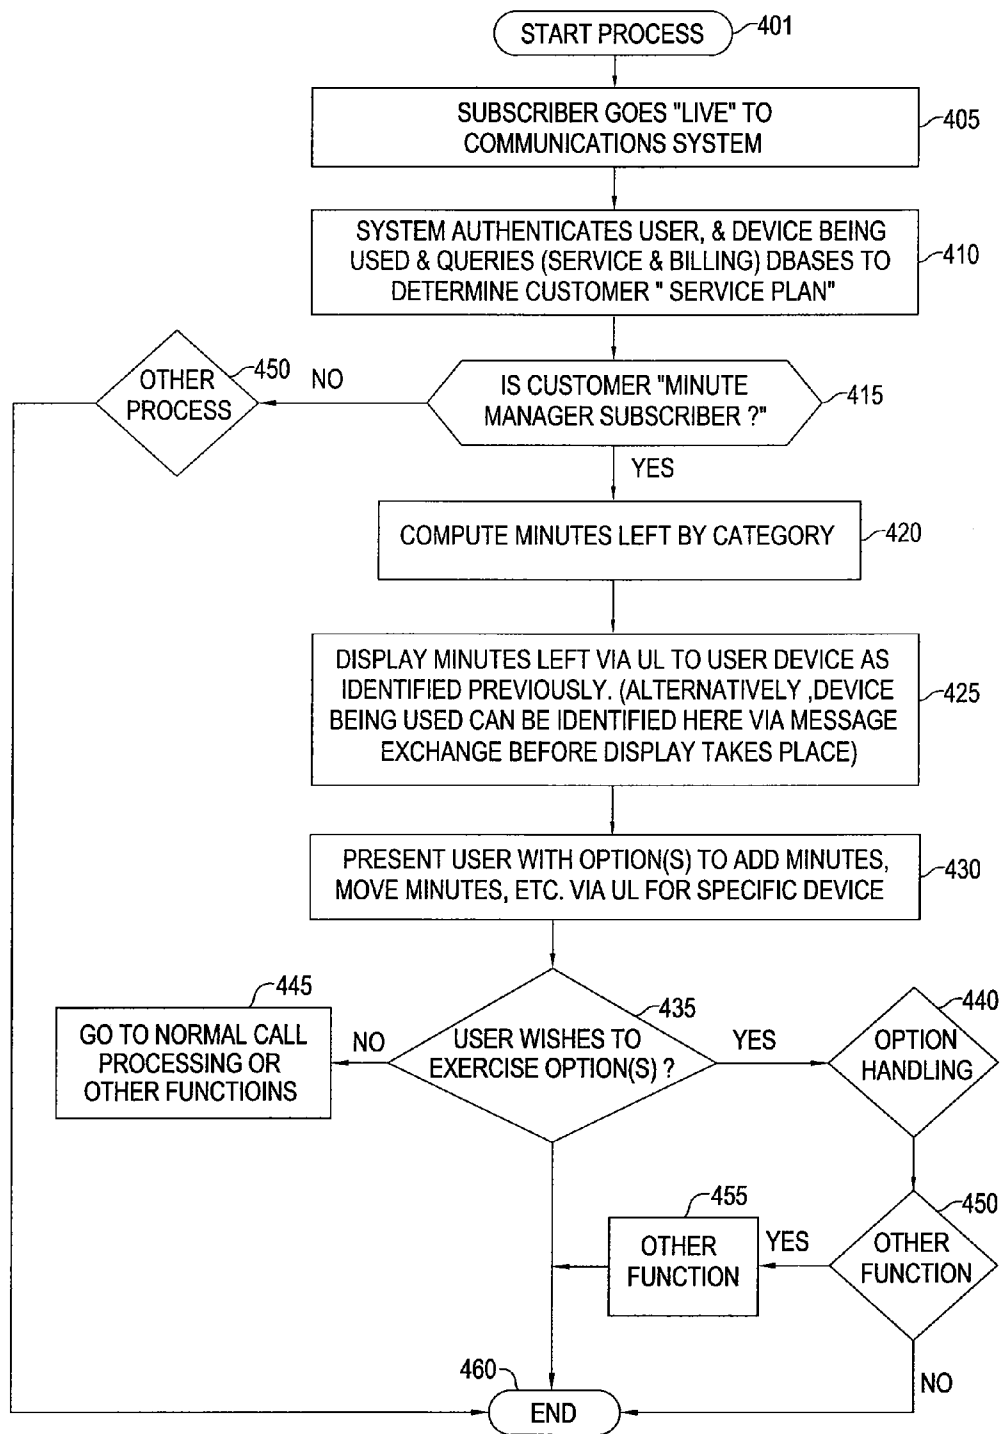 START PROCESS
401
SUBSCRIBER GOES "LIVE" TO
COMMUNICATIONS SYSTEM
405
SYSTEM AUTHENTICATES USER, & DEVICE BEING
USED & QUERIES (SERVICE & BILLING) DBASES TO
DETERMINE CUSTOMER " SERVICE PLAN"
410
OTHER
PROCESS
450
NO
IS CUSTOMER "MINUTE
MANAGER SUBSCRIBER ?"
415
YES
COMPUTE MINUTES LEFT BY CATEGORY
420
DISPLAY MINUTES LEFT VIA UL TO USER DEVICE AS
IDENTIFIED PREVIOUSLY. (ALTERNATIVELY ,DEVICE
BEING USED CAN BE IDENTIFIED HERE VIA MESSAGE
EXCHANGE BEFORE DISPLAY TAKES PLACE)
425
PRESENT USER WITH OPTION(S) TO ADD MINUTES,
MOVE MINUTES, ETC. VIA UL FOR SPECIFIC DEVICE
430
445
GO TO NORMAL CALL
PROCESSING OR
OTHER FUNCTIOINS
NO
USER WISHES TO
EXERCISE OPTION(S) ?
435
YES
OPTION
HANDLING
440
455
OTHER
FUNCTION
YES
OTHER
FUNCTION
450
NO
460
END